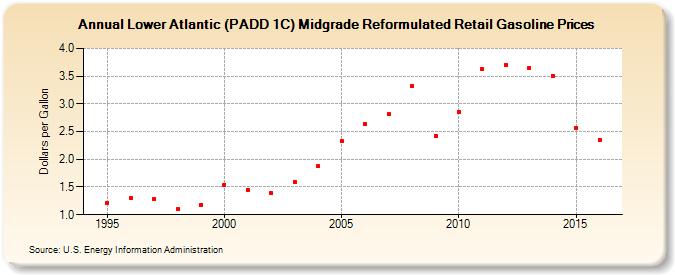 Annual Lower Atlantic (PADD 1C) Midgrade Reformulated Retail Gasoline Prices
Dollars per Gallon
4.0
3.5
3.0
2.5
2.0
1.5
1.0
1995 2000 2005 2010 2015
Source: U.S. Energy Information Administration